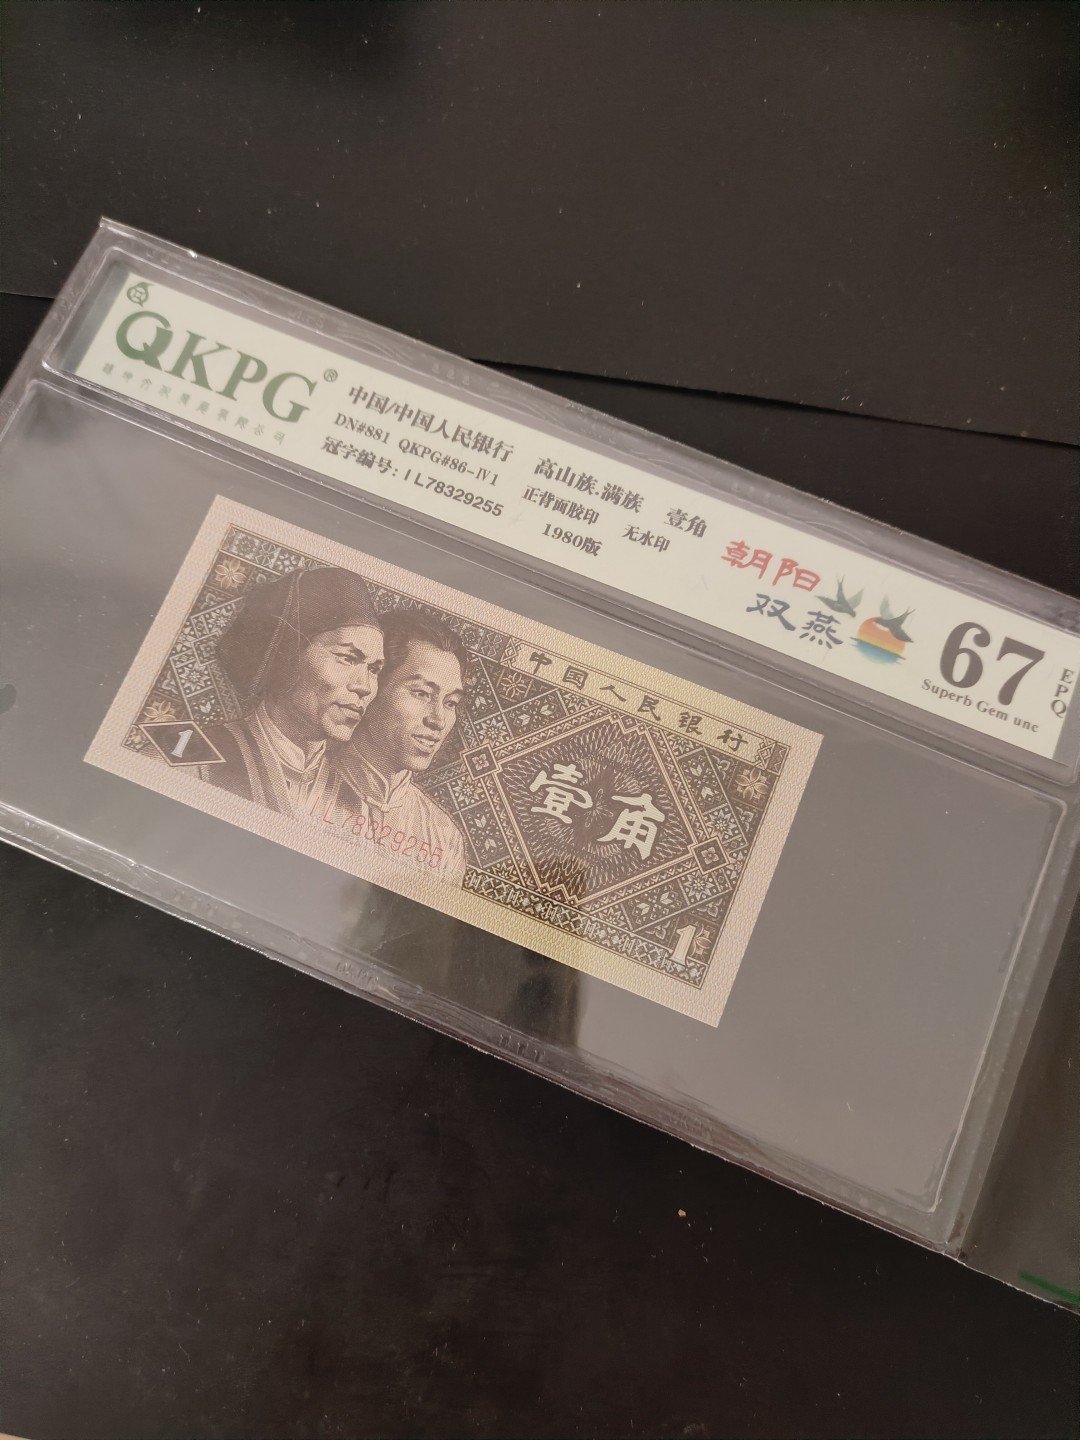 QKPG®
中国/中国人民银行
DN#881 QKPG#86-Ⅳ1
冠字编号: IL78329255
高山族.满族 壹角
正背面胶印 无水印
1980版
朝阳
双燕
67
EPQ
Superb Gem unc
中国人民银行
壹角
1
IL78329255
1